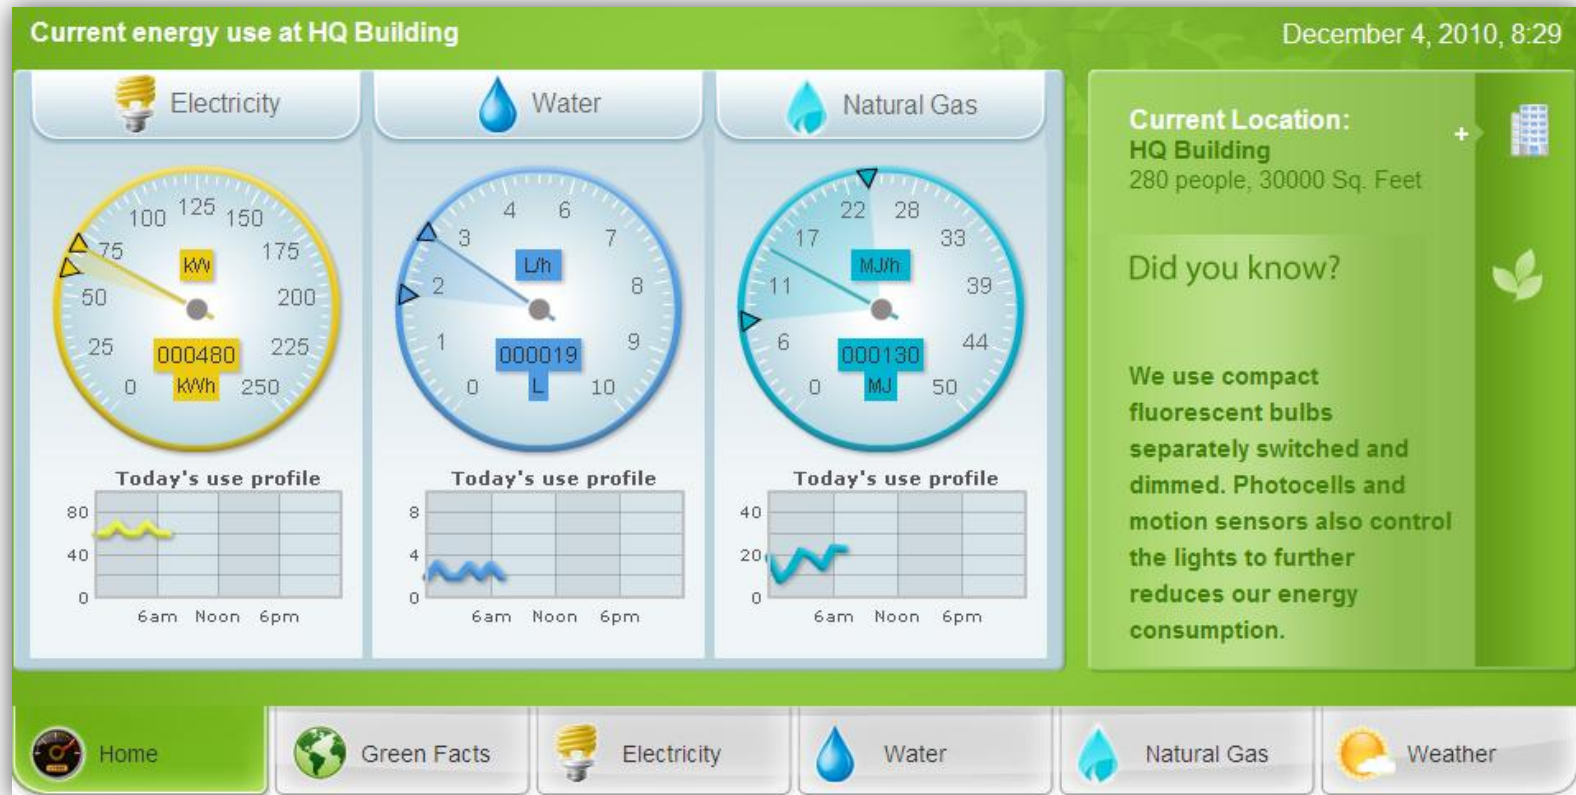 Current energy use at HQ Building
December 4, 2010, 8:29
Electricity
Water
Natural Gas
0 25 50 75 100 125 150 175 200 225 250
kW
000480
kWh
0 1 2 3 4 6 7 8 9 10
L/h
000019
L
0 6 11 17 22 28 33 39 44 50
MJ/h
000130
MJ
Today's use profile
80
40
0
6am Noon 6pm
Today's use profile
8
4
0
6am Noon 6pm
Today's use profile
40
20
0
6am Noon 6pm
Current Location:
+
HQ Building
280 people, 30000 Sq. Feet
Did you know?
We use compact
fluorescent bulbs
separately switched and
dimmed. Photocells and
motion sensors also control
the lights to further
reduces our energy
consumption.
Home
Green Facts
Electricity
Water
Natural Gas
Weather